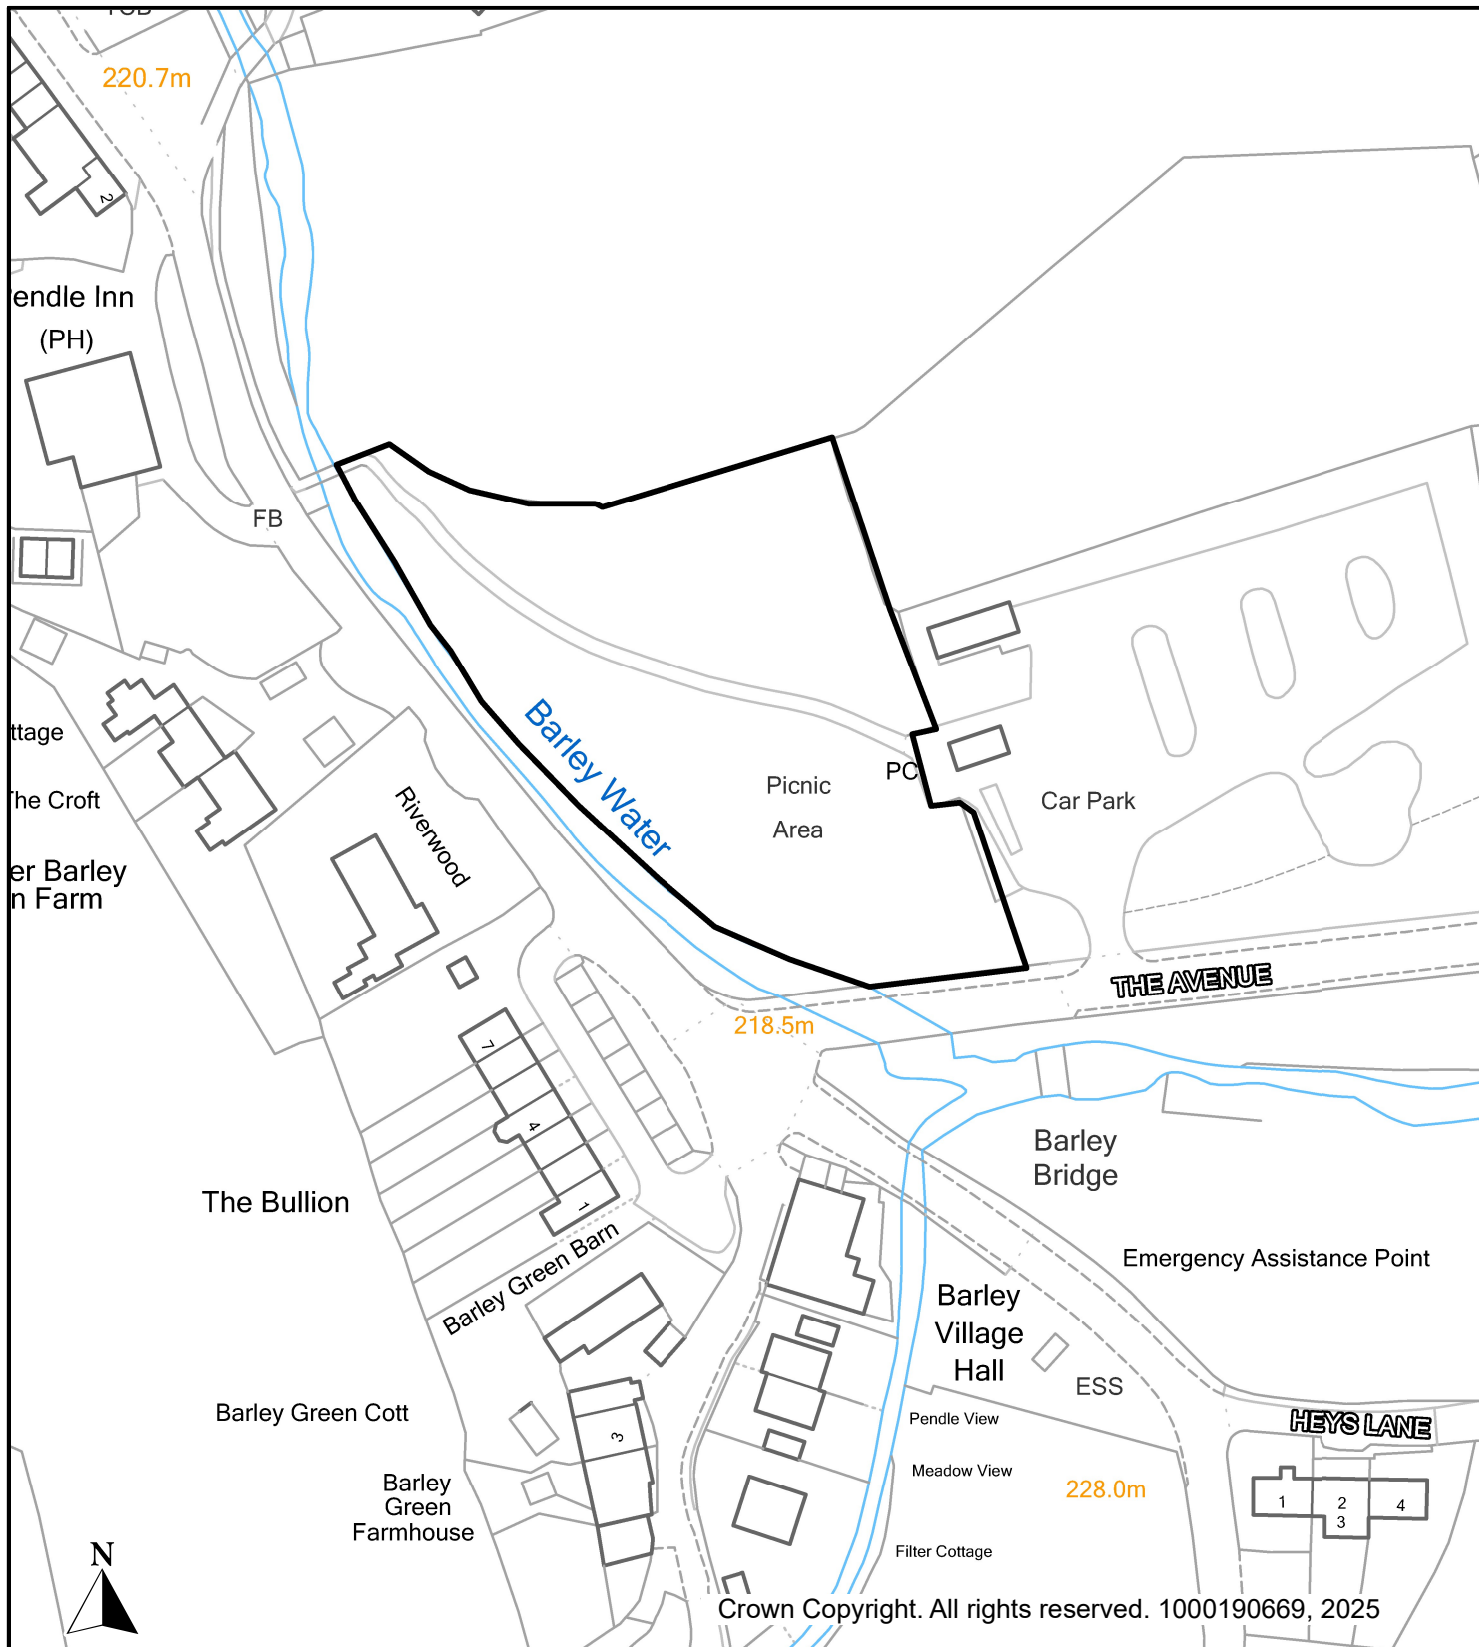 220.7m
2
endle Inn
(PH)
FB
ttage
The Croft
er Barley
n Farm
Riverwood
Barley Water
Picnic
Area
PC
Car Park
THE AVENUE
218.5m
7
4
1
Barley
Bridge
The Bullion
Barley Green Barn
Emergency Assistance Point
Barley
Village
Hall
ESS
Barley Green Cott
3
Pendle View
HEYS LANE
Meadow View
Barley
Green
Farmhouse
228.0m
1
2
3
4
Filter Cottage
N
Crown Copyright. All rights reserved. 1000190669, 2025